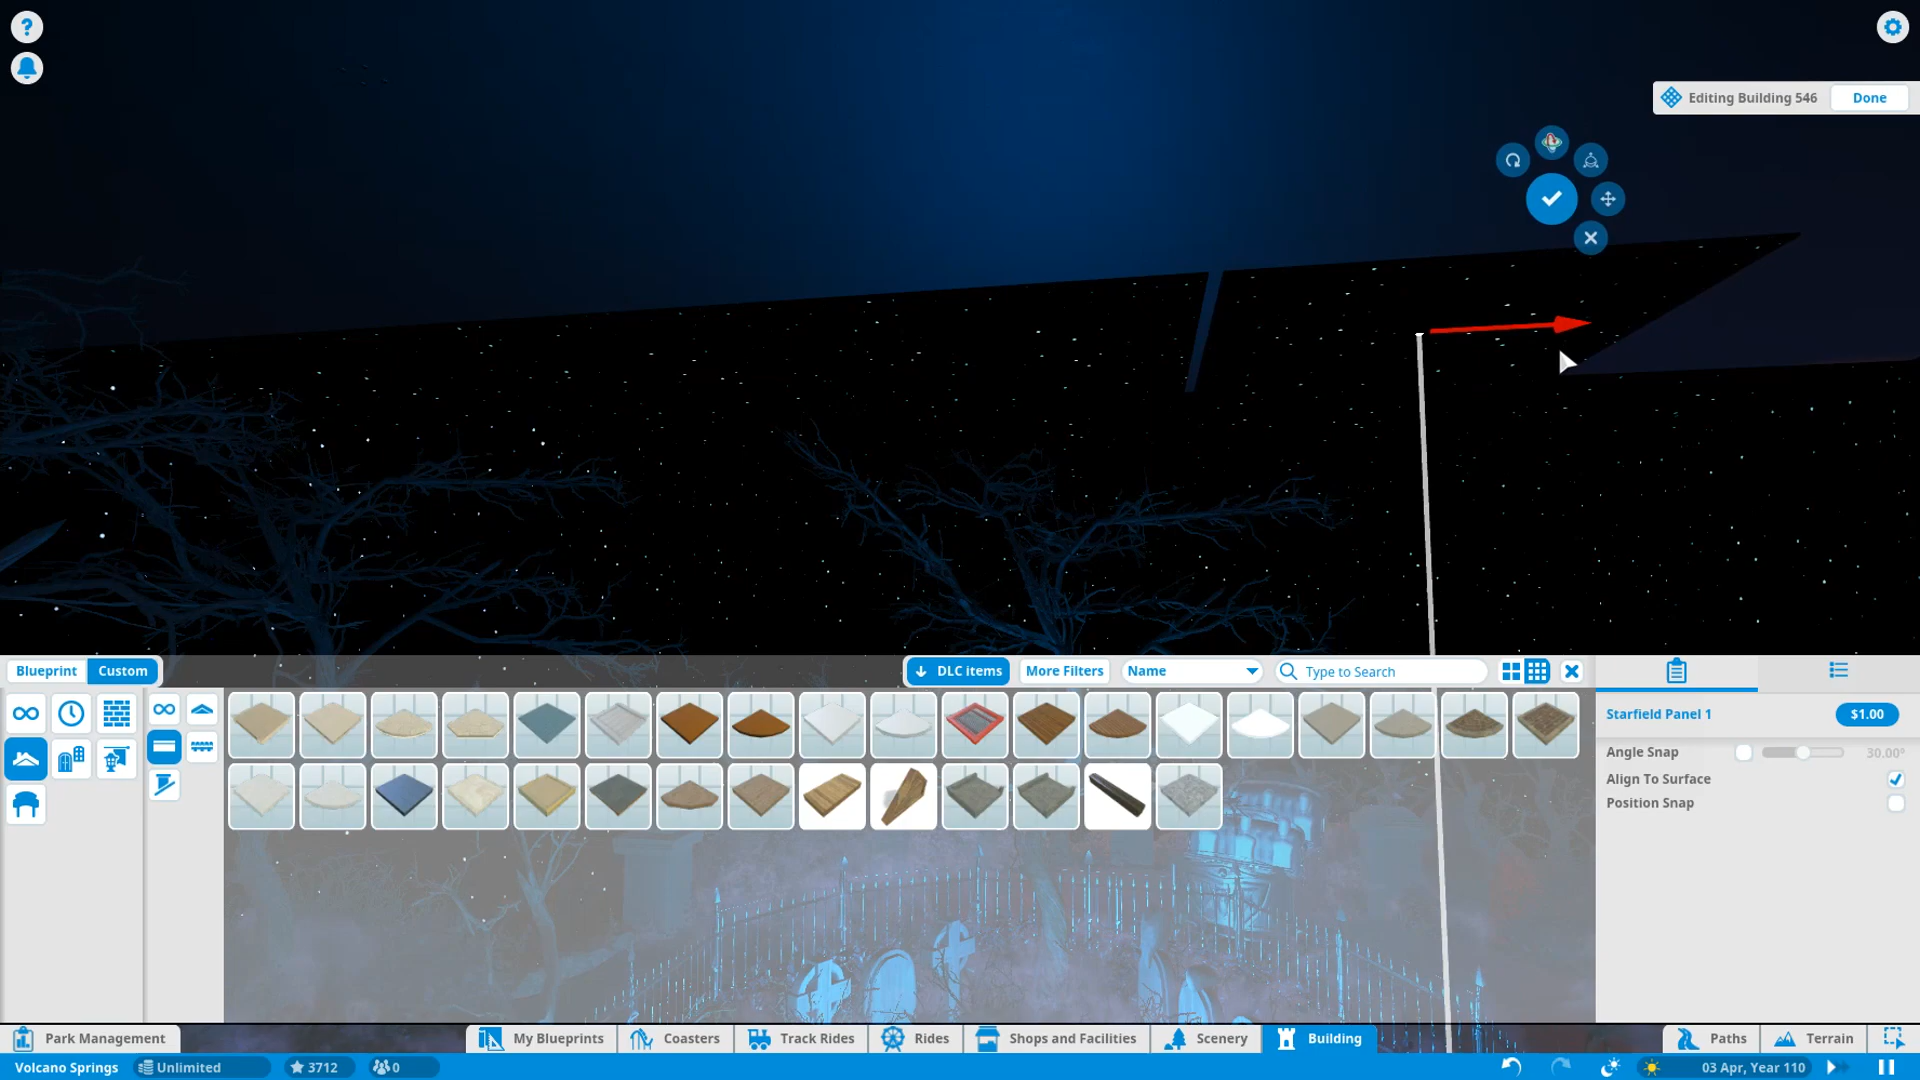 ?
Editing Building 546 Done
Blueprint Custom DLC items More Filters Name Type to Search
Starfield Panel 1 $1.00
Angle Snap 30.00°
Align To Surface
Position Snap
Park Management My Blueprints Coasters Track Rides Rides Shops and Facilities Scenery Building Paths Terrain
Volcano Springs Unlimited 3712 0 03 Apr, Year 110